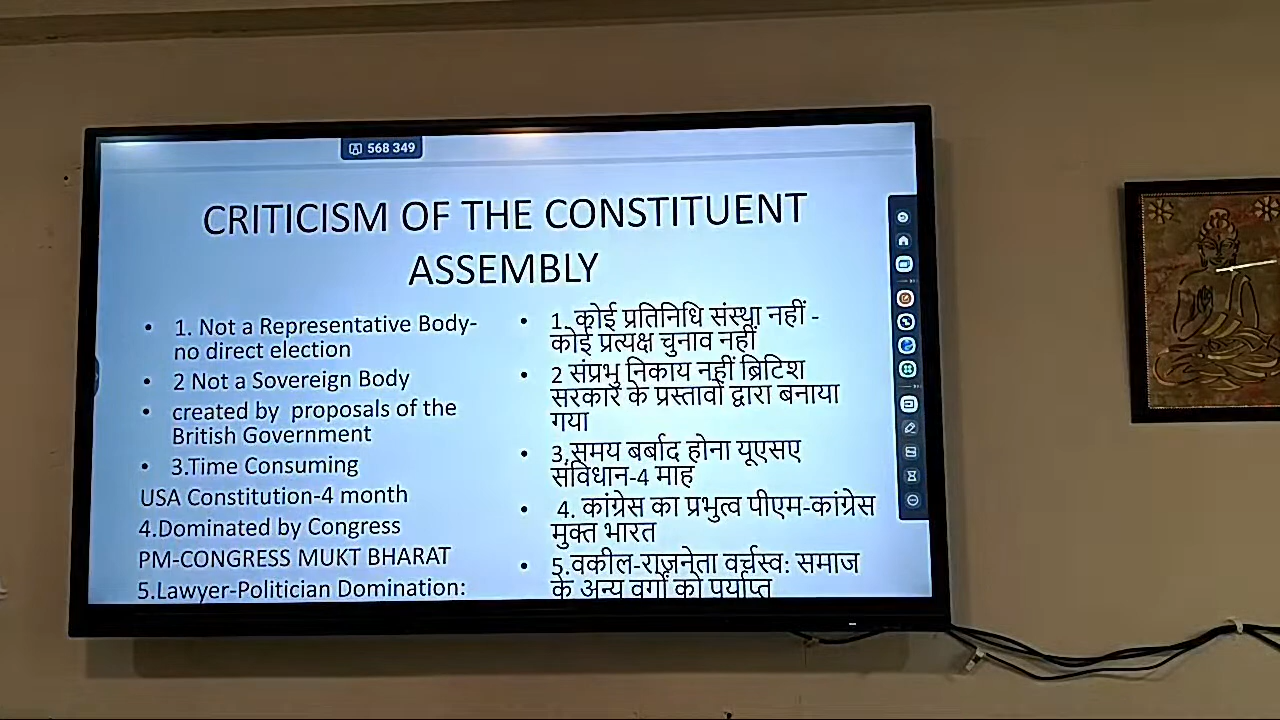 568 349
CRITICISM OF THE CONSTITUENT
ASSEMBLY
• 1. Not a Representative Body-
no direct election
• 2 Not a Sovereign Body
• created by proposals of the
British Government
• 3.Time Consuming
USA Constitution-4 month
4.Dominated by Congress
PM-CONGRESS MUKT BHARAT
5.Lawyer-Politician Domination:
• 1. कोई प्रतिनिधि संस्था नहीं -
कोई प्रत्यक्ष चुनाव नहीं
• 2 संप्रभु निकाय नहीं ब्रिटिश
सरकार के प्रस्तावों द्वारा बनाया
गया
• 3,समय बर्बाद होना यूएसए
संविधान-4 माह
• 4. कांग्रेस का प्रभुत्व पीएम-कांग्रेस
मुक्त भारत
• 5.वकील-राजनेता वर्चस्व: समाज
के अन्य वर्गों को पर्याप्त